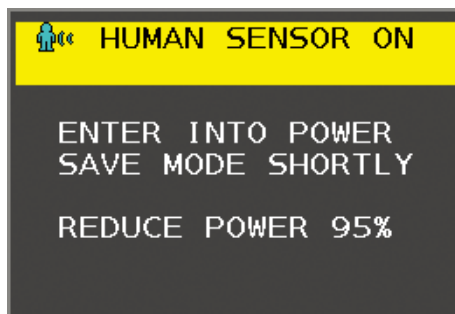 HUMAN SENSOR ON
ENTER INTO POWER
SAVE MODE SHORTLY
REDUCE POWER 95%